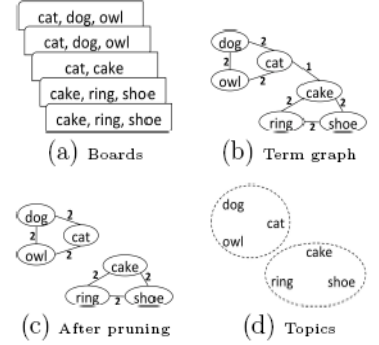 cat, dog, owl
cat, dog, owl
cat, cake
cake, ring, shoe
cake, ring, shoe
(a) Boards
dog 2
cat
2
owl 2
1
cake
2 2
ring 2 shoe
(b) Term graph
dog 2
2 cat
owl 2
cake
2 2
ring 2 shoe
(c) After pruning
dog
cat
owl
cake
ring shoe
(d) Topics